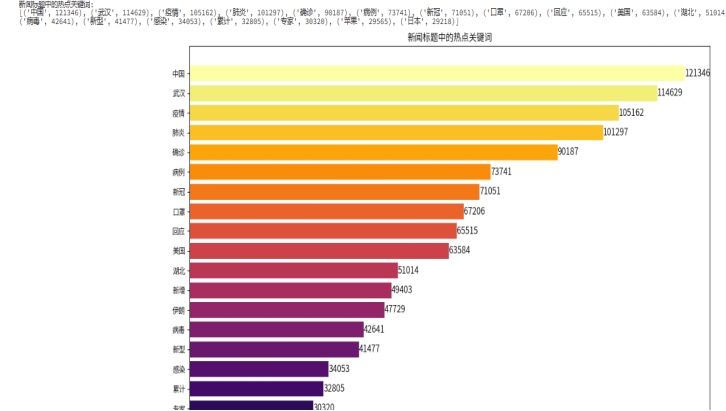 新闻标题中的热点关键词:
[('中国', 121346), ('武汉', 114629), ('疫情', 105162), ('肺炎', 101297), ('确诊', 90187), ('病例', 73741), ('新冠', 71051), ('口罩', 67206), ('回应', 65515), ('美国', 63584), ('湖北', 51014
('病毒', 42641), ('新型', 41477), ('感染', 34053), ('累计', 32805), ('专家', 30320), ('苹果', 29565), ('日本', 29218)]
新闻标题中的热点关键词
中国 121346
武汉 114629
疫情 105162
肺炎 101297
确诊 90187
病例 73741
新冠 71051
口罩 67206
回应 65515
美国 63584
湖北 51014
新增 49403
伊朗 47729
病毒 42641
新型 41477
感染 34053
累计 32805
专家 30320